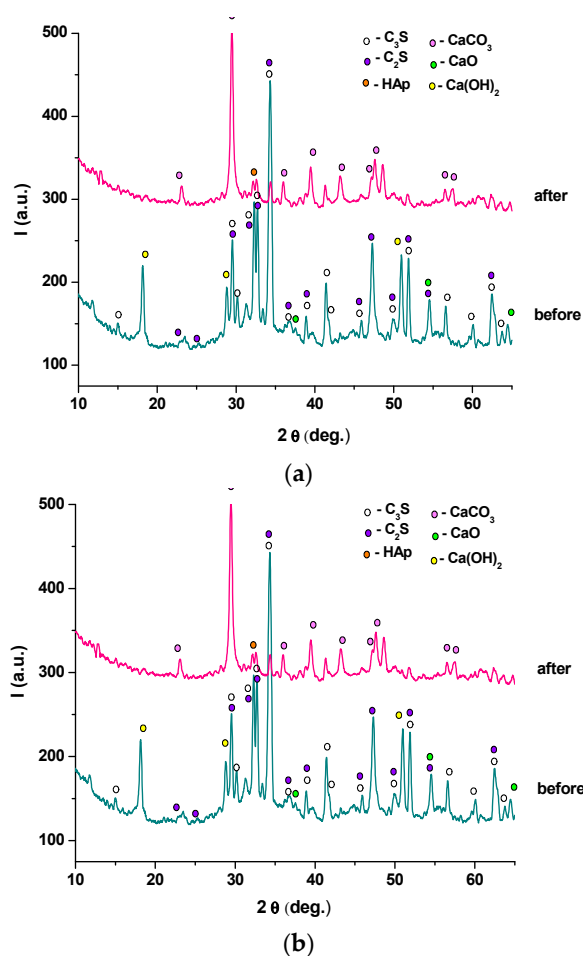 500
- C₃S
- CaCO₃
- C₂S
- CaO
- HAp
- Ca(OH)₂
400
I (a.u.)
300
after
200
before
100
10 20 30 40 50 60
2 θ (deg.)
(a)
500
- C₃S
- CaCO₃
- C₂S
- CaO
- HAp
- Ca(OH)₂
400
I (a.u.)
300
after
200
before
100
10 20 30 40 50 60
2 θ (deg.)
(b)